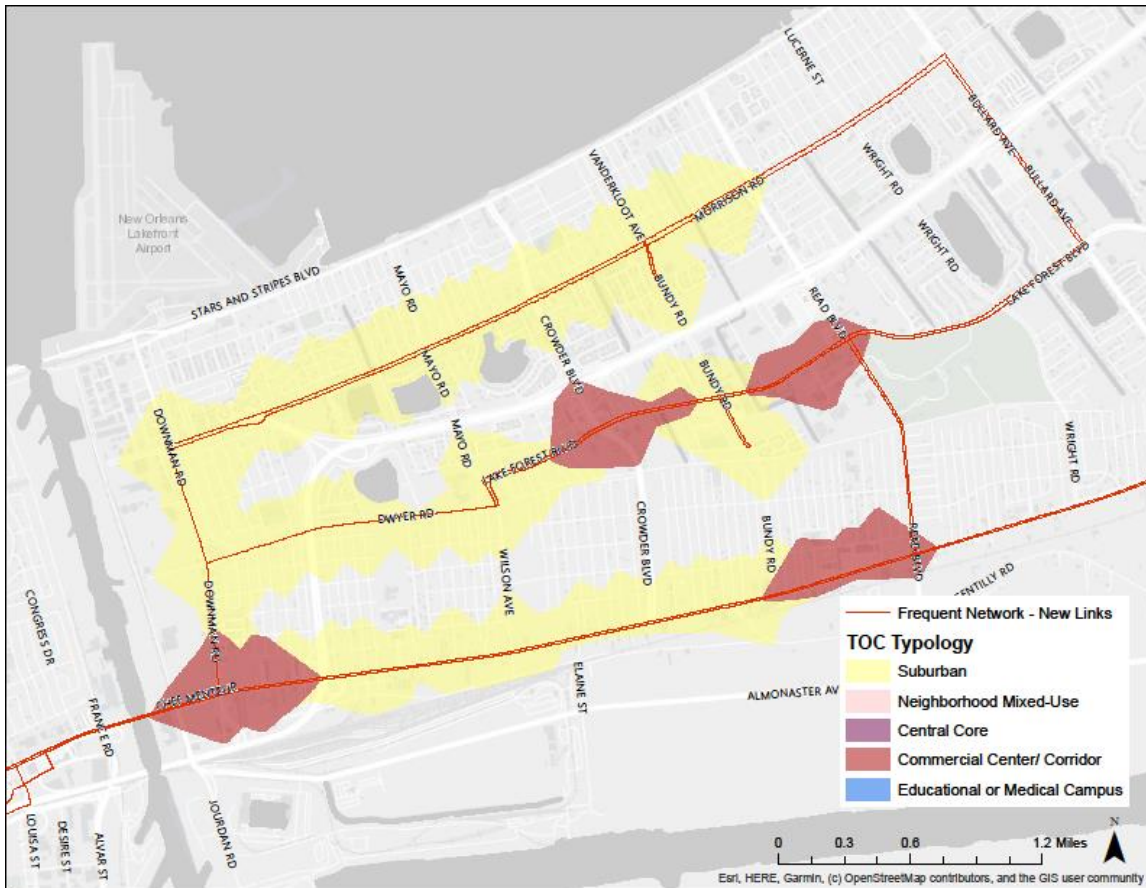 LUCERNE ST
BULLARD AVE
BULLARD AVE
WRIGHT RD
VANDERKLOOT AVE
MORRISON RD
New Orleans
Lakefront
Airport
WRIGHT RD
STARS AND STRIPES BLVD
MAYO RD
BUNDY RD
READ BLVD
LAKE FOREST BLVD
CROWDER BLVD
MAYO RD
BUNDY RD
DOWNMAN RD
MAYO RD
LAKE FOREST BLVD
WRIGHT RD
DWYER RD
CROWDER BLVD
BUNDY RD
READ BLVD
WILSON AVE
GENTILLY RD
DOWNMAN RD
CONGRESS DR
CHEF MENTEUR
ELAINE ST
ALMONASTER AV
FRANCE RD
JOURDAN RD
LOUISA ST
DESIRE ST
ALVAR ST
Frequent Network - New Links
TOC Typology
Suburban
Neighborhood Mixed-Use
Central Core
Commercial Center/ Corridor
Educational or Medical Campus
N
0 0.3 0.6 1.2 Miles
Esri, HERE, Garmin, (c) OpenStreetMap contributors, and the GIS user community